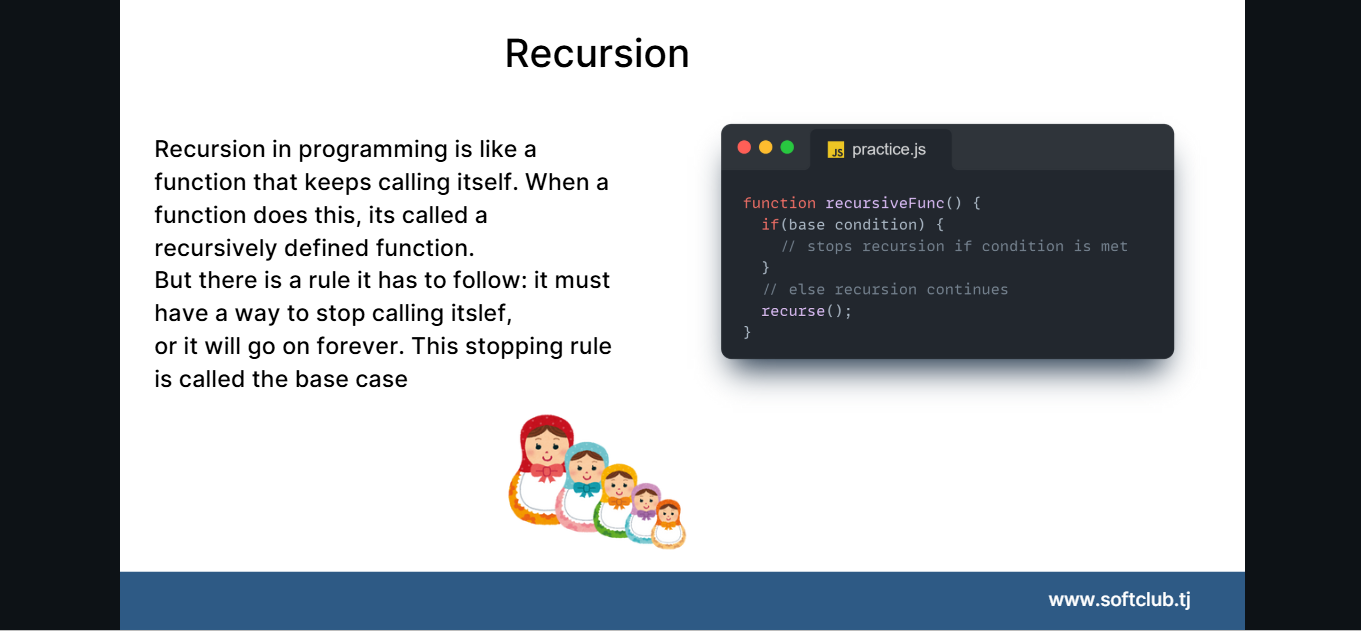 Recursion
Recursion in programming is like a
function that keeps calling itself. When a
function does this, its called a
recursively defined function.
But there is a rule it has to follow: it must
have a way to stop calling itslef,
or it will go on forever. This stopping rule
is called the base case
JS practice.js
function recursiveFunc() {
  if(base condition) {
    // stops recursion if condition is met
  }
  // else recursion continues
  recurse();
}
www.softclub.tj